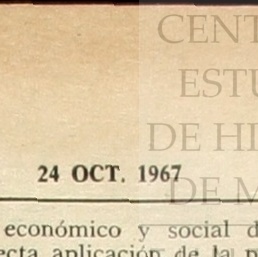 CENT
ESTU
DE HI
DE M
24 OCT. 1967
económico y social d
ecta aplicación de la p